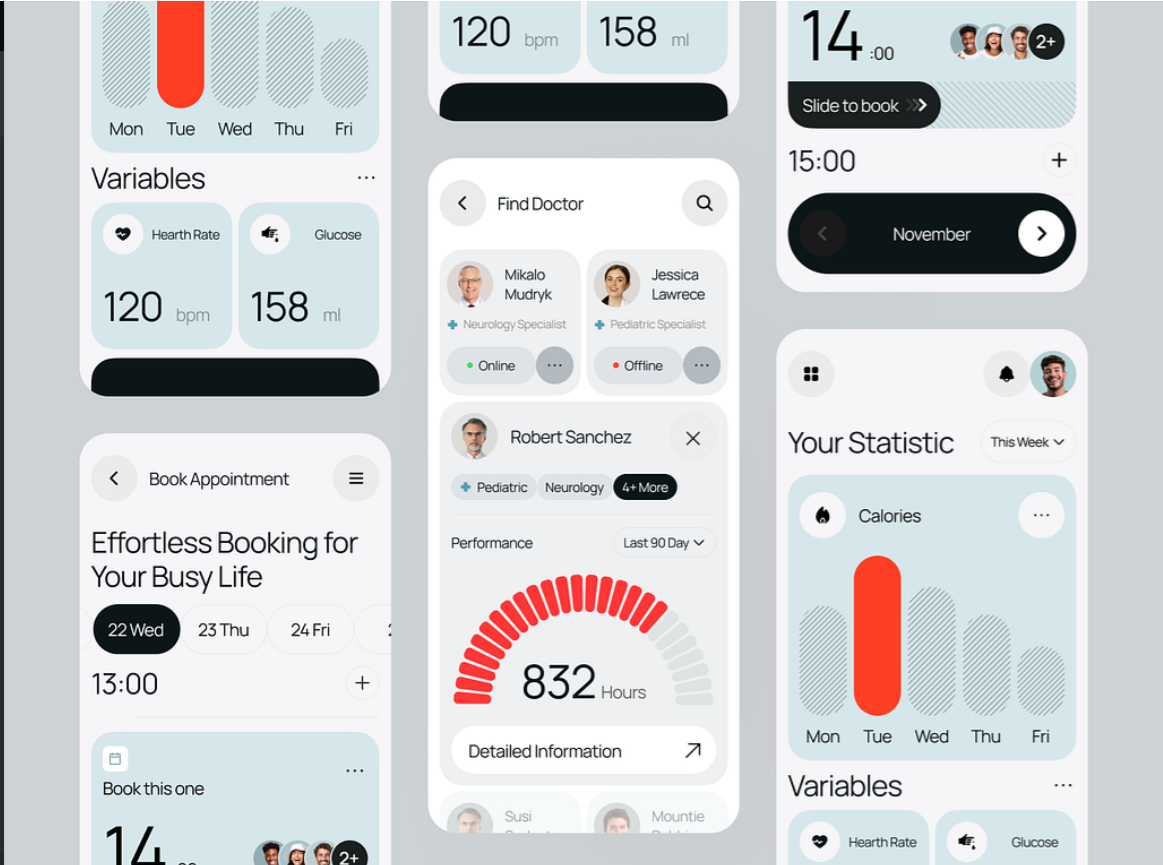 Mon Tue Wed Thu Fri
Variables
Hearth Rate
Glucose
120 bpm
158 ml
Book Appointment
Effortless Booking for
Your Busy Life
22 Wed
23 Thu
24 Fri
13:00
Book this one
14
2+
120 bpm
158 ml
Find Doctor
Mikalo
Mudryk
Neurology Specialist
Online
Jessica
Lawrece
Pediatric Specialist
Offline
Robert Sanchez
Pediatric
Neurology
4+ More
Performance
Last 90 Day
832 Hours
Detailed Information
Susi
Mountie
14 :00
2+
Slide to book
15:00
November
Your Statistic
This Week
Calories
Mon Tue Wed Thu Fri
Variables
Hearth Rate
Glucose